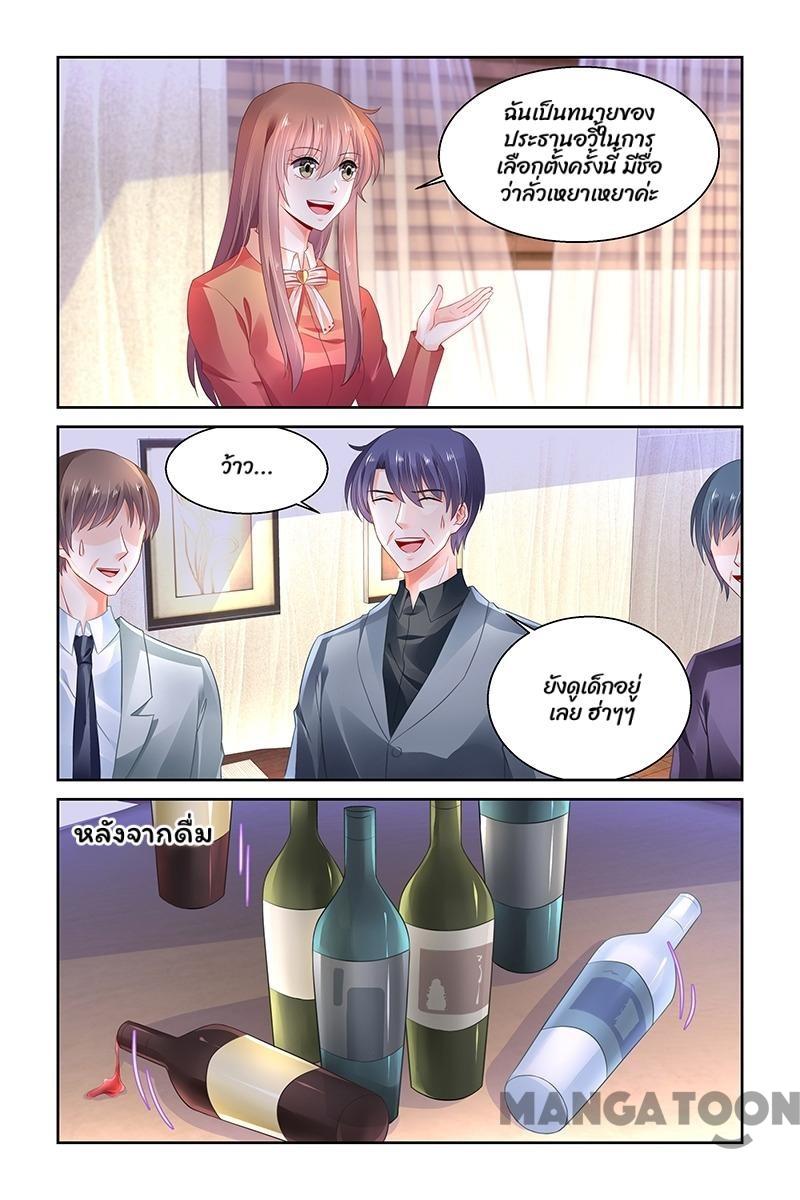 ฉันเป็นทนายของ
ประธานอวี้ในการ
เลือกตั้งครั้งนี้ มีชื่อ
ว่าลั่วเหยาเหยาค่ะ
ว้าว...
ยังดูเด็กอยู่
เลย ฮ่าๆๆ
หลังจากดื่ม
MANGATOON